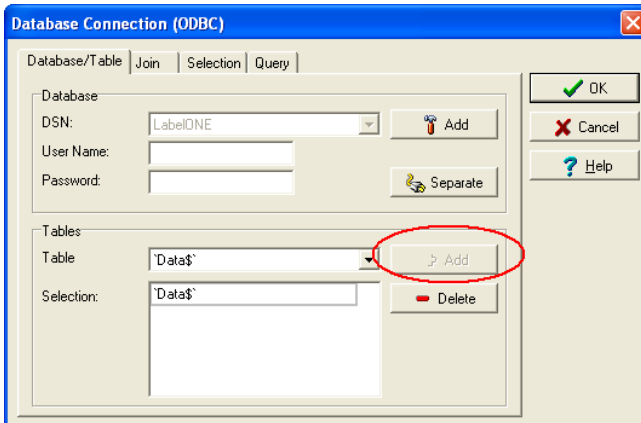 Database Connection (ODBC)
Database/Table Join Selection Query
Database
DSN: LabelONE Add
User Name:
Password: Separate
Tables
Table `Data$` Add
Selection: `Data$` Delete
OK
Cancel
Help